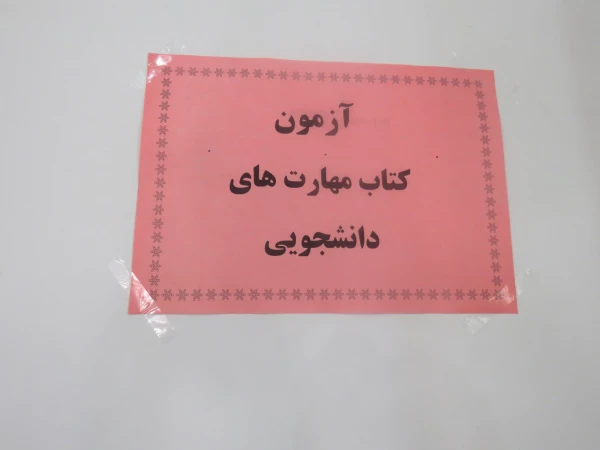 آزمون
کتاب مهارت های
دانشجویی